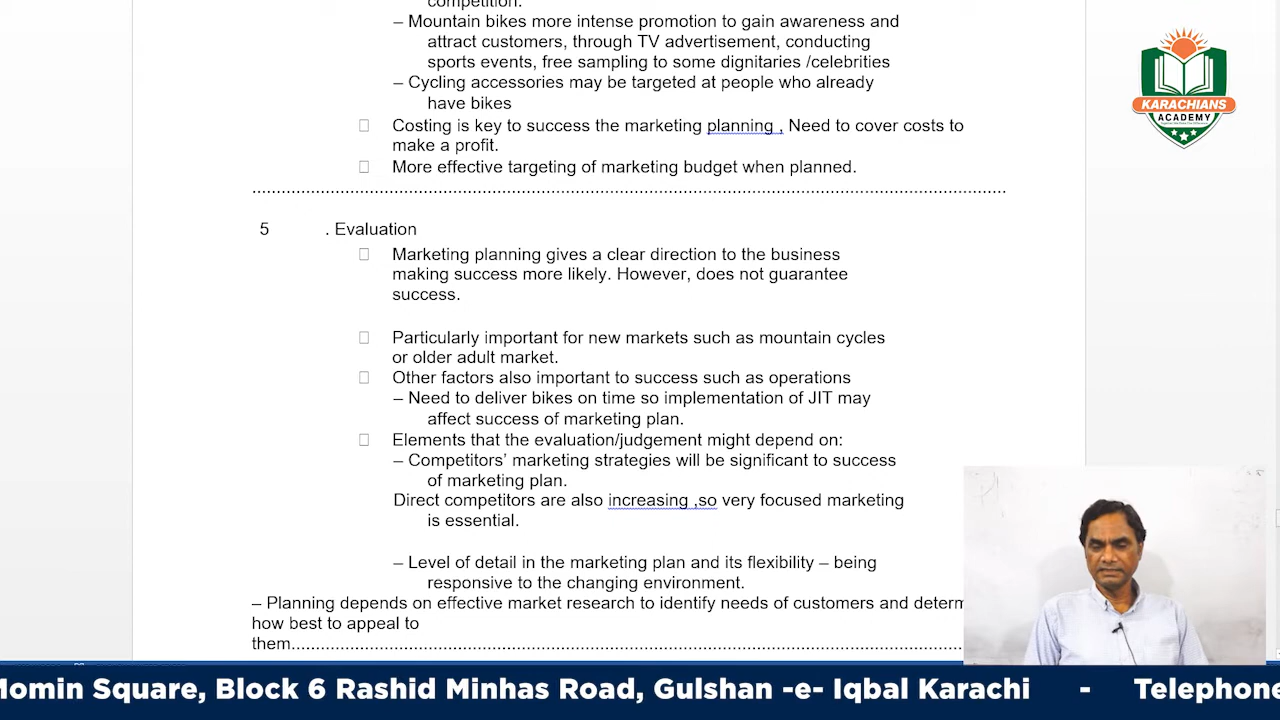 competition.
– Mountain bikes more intense promotion to gain awareness and
attract customers, through TV advertisement, conducting
sports events, free sampling to some dignitaries /celebrities
– Cycling accessories may be targeted at people who already
have bikes
Costing is key to success the marketing planning , Need to cover costs to
make a profit.
More effective targeting of marketing budget when planned.
................................................................................................................................................
5 . Evaluation
Marketing planning gives a clear direction to the business
making success more likely. However, does not guarantee
success.
Particularly important for new markets such as mountain cycles
or older adult market.
Other factors also important to success such as operations
– Need to deliver bikes on time so implementation of JIT may
affect success of marketing plan.
Elements that the evaluation/judgement might depend on:
– Competitors’ marketing strategies will be significant to success
of marketing plan.
Direct competitors are also increasing ,so very focused marketing
is essential.
– Level of detail in the marketing plan and its flexibility – being
responsive to the changing environment.
– Planning depends on effective market research to identify needs of customers and determ
how best to appeal to
them................................................................................................................................
KARACHIANS
ACADEMY
Momin Square, Block 6 Rashid Minhas Road, Gulshan -e- Iqbal Karachi - Telephone